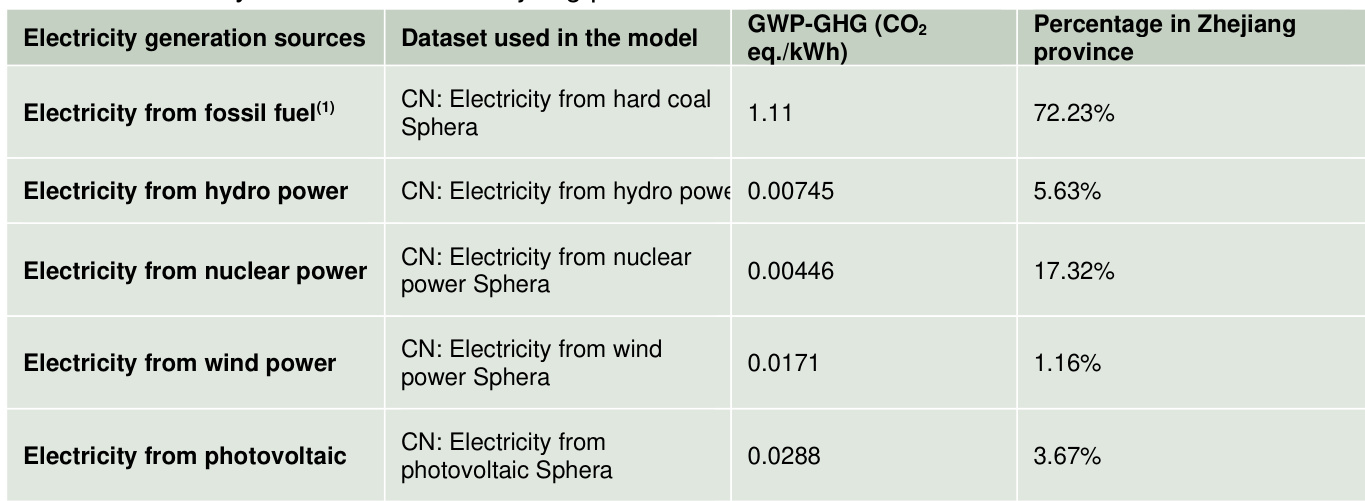 Electricity generation sources
Dataset used in the model
GWP-GHG (CO₂
eq./kWh)
Percentage in Zhejiang
province
Electricity from fossil fuel⁽¹⁾
CN: Electricity from hard coal
Sphera
1.11
72.23%
Electricity from hydro power
CN: Electricity from hydro powe
0.00745
5.63%
Electricity from nuclear power
CN: Electricity from nuclear
power Sphera
0.00446
17.32%
Electricity from wind power
CN: Electricity from wind
power Sphera
0.0171
1.16%
Electricity from photovoltaic
CN: Electricity from
photovoltaic Sphera
0.0288
3.67%